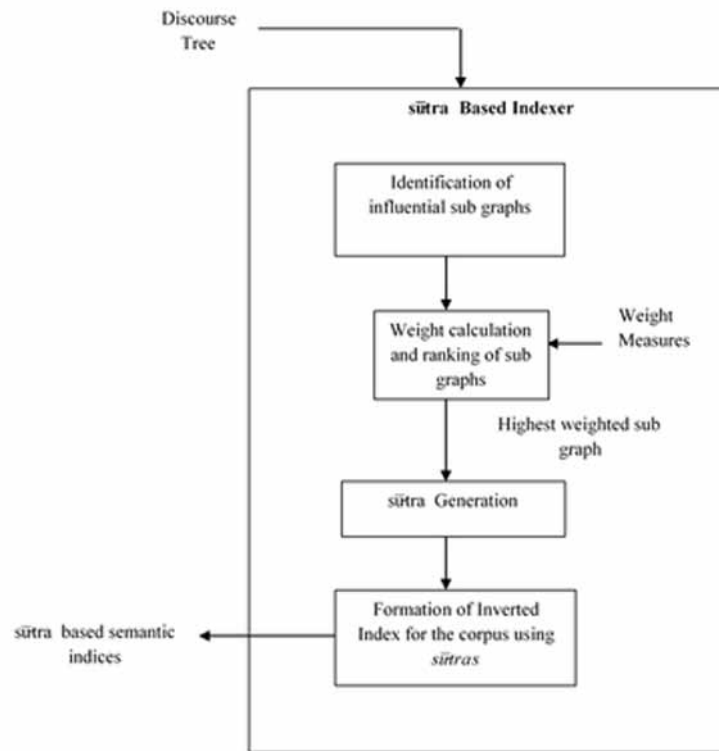 Discourse
Tree
sūtra Based Indexer
Identification of
influential sub graphs
Weight calculation
and ranking of sub
graphs
Weight
Measures
Highest weighted sub
graph
sūtra Generation
Formation of Inverted
Index for the corpus using
sūtras
sūtra based semantic
indices